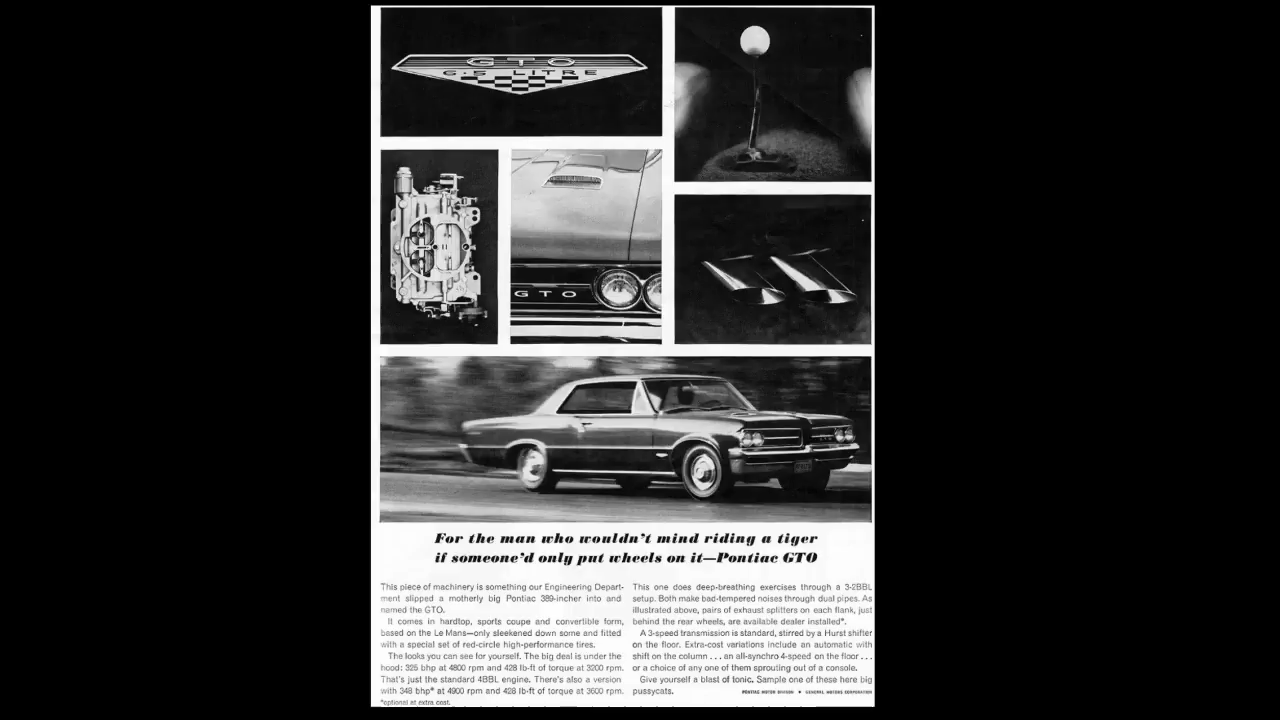 GTO
6.5 LITRE
GTO
For the man who wouldn't mind riding a tiger
if someone'd only put wheels on it—Pontiac GTO
This piece of machinery is something our Engineering Depart-
ment slipped a motherly big Pontiac 389-incher into and
named the GTO.
It comes in hardtop, sports coupe and convertible form,
based on the Le Mans—only sleekened down some and fitted
with a special set of red-circle high-performance tires.
The looks you can see for yourself. The big deal is under the
hood: 325 bhp at 4800 rpm and 428 lb-ft of torque at 3200 rpm.
That's just the standard 4BBL engine. There's also a version
with 348 bhp* at 4900 rpm and 428 lb-ft of torque at 3600 rpm.
*optional at extra cost.
This one does deep-breathing exercises through a 3-2BBL
setup. Both make bad-tempered noises through dual pipes. As
illustrated above, pairs of exhaust splitters on each flank, just
behind the rear wheels, are available dealer installed*.
A 3-speed transmission is standard, stirred by a Hurst shifter
on the floor. Extra-cost variations include an automatic with
shift on the column . . . an all-synchro 4-speed on the floor . . .
or a choice of any one of them sprouting out of a console.
Give yourself a blast of tonic. Sample one of these here big
pussycats.
PONTIAC MOTOR DIVISION • GENERAL MOTORS CORPORATION